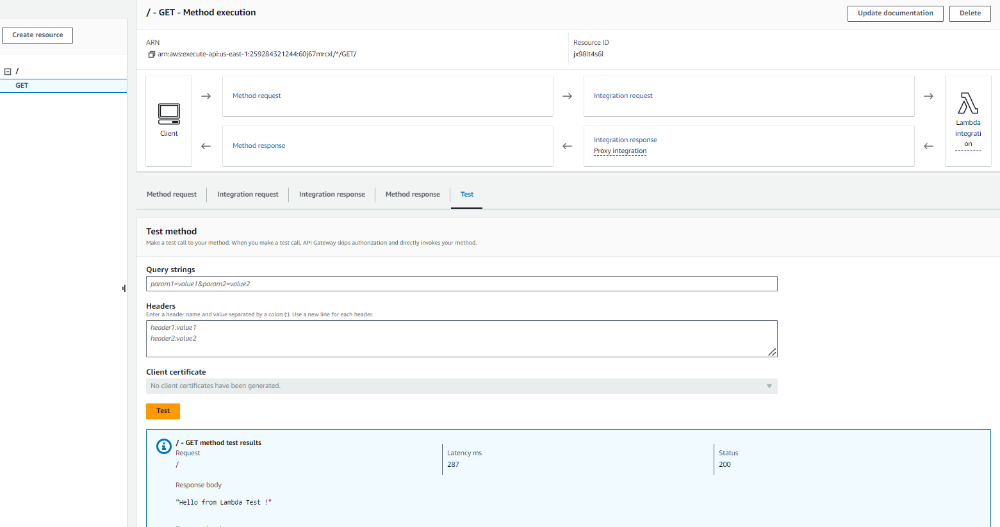 / - GET - Method execution
Update documentation
Delete
Create resource
/
GET
ARN
arn:aws:execute-api:us-east-1:259284321244:60j67mrcxl/*/GET/
Resource ID
jx98lt4s6l
Client
Method request
Integration request
Method response
Integration response
Proxy integration
Lambda
integrati
on
Method request
Integration request
Integration response
Method response
Test
Test method
Make a test call to your method. When you make a test call, API Gateway skips authorization and directly invokes your method.
Query strings
param1=value1&param2=value2
Headers
Enter a header name and value separated by a colon (:). Use a new line for each header.
header1:value1
header2:value2
Client certificate
No client certificates have been generated.
Test
/ - GET method test results
Request
/
Latency ms
287
Status
200
Response body
"Hello from Lambda Test !"